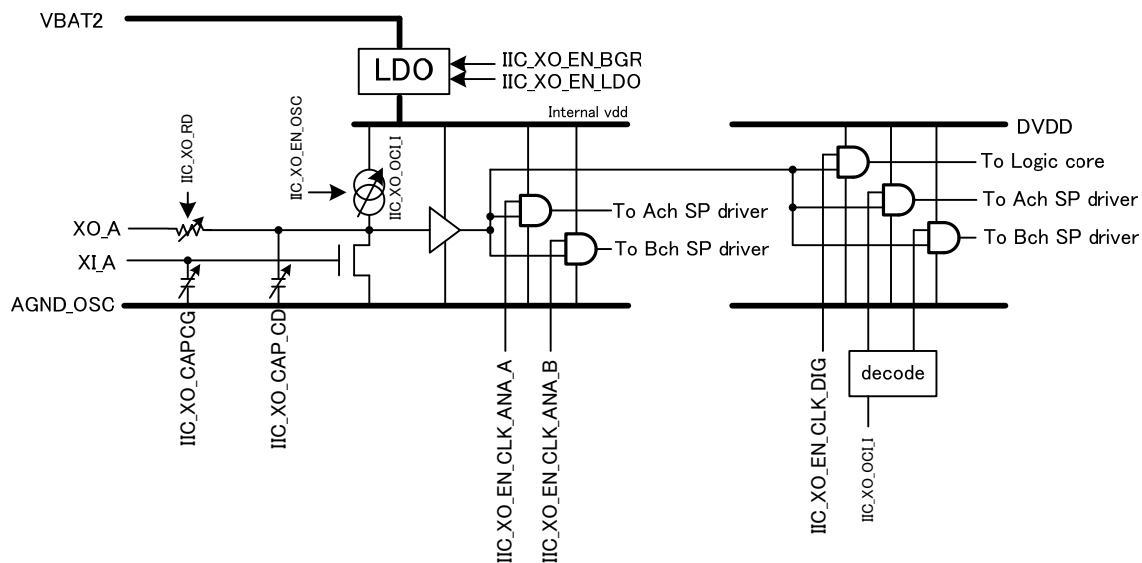 VBAT2
LDO
IIC_XO_EN_BGR
IIC_XO_EN_LDO
Internal vdd
DVDD
IIC_XO_RD
IIC_XO_EN_OSC
IIC_XO_OCI_I
To Logic core
To Ach SP driver
To Bch SP driver
To Ach SP driver
To Bch SP driver
XO_A
XI_A
AGND_OSC
IIC_XO_CAPCG
IIC_XO_CAP_CD
IIC_XO_EN_CLK_ANA_A
IIC_XO_EN_CLK_ANA_B
IIC_XO_EN_CLK_DIG
decode
IIC_XO_OCI_I